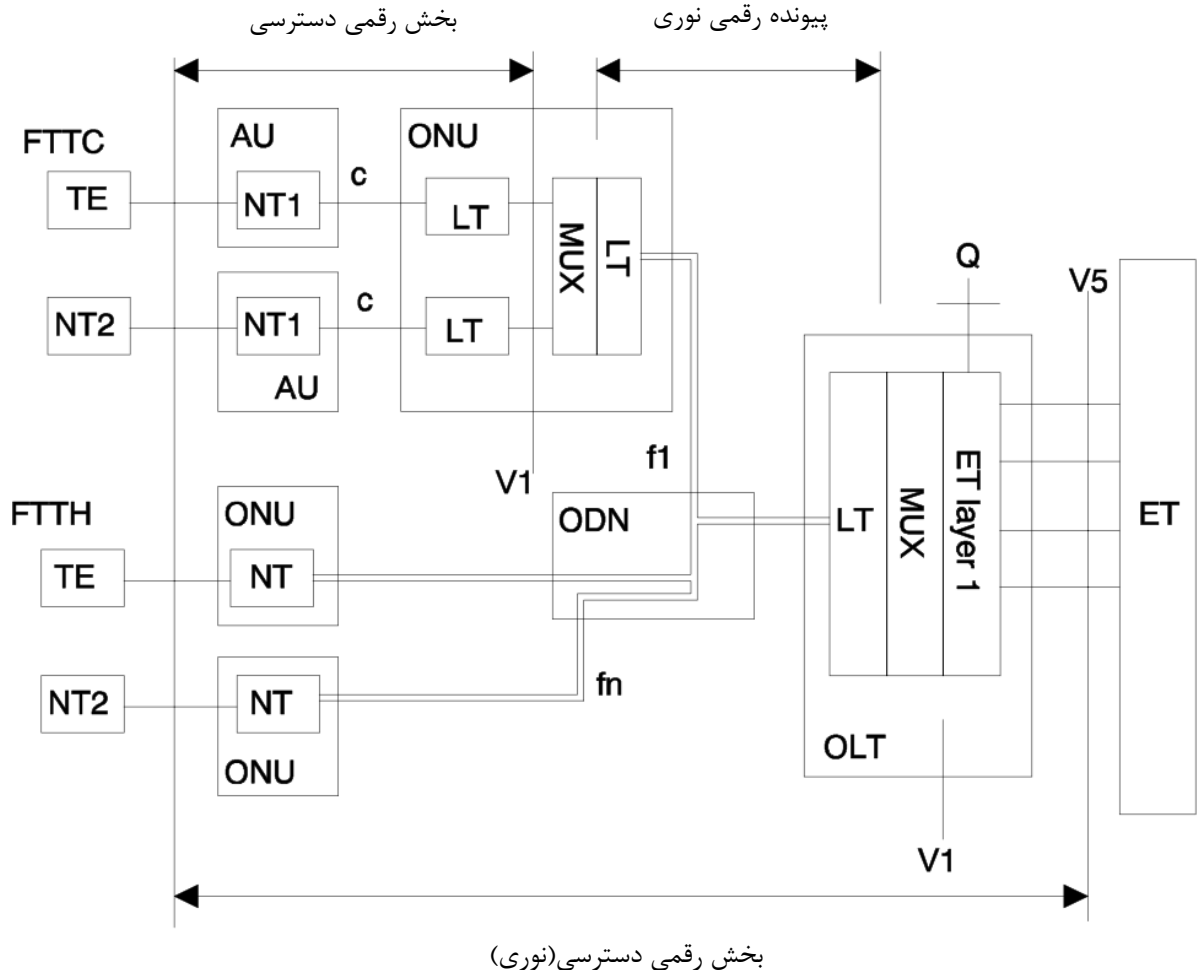 بخش رقمی دسترسی
پیونده رقمی نوری
FTTC
AU
ONU
TE
NT1
c
LT
MUX
LT
Q
V5
NT2
NT1
c
LT
AU
V1
f1
FTTH
ONU
ODN
LT
MUX
ET layer 1
ET
TE
NT
NT2
NT
fn
ONU
OLT
V1
بخش رقمی دسترسی(نوری)